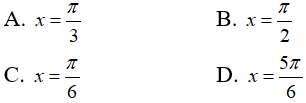 A. x = π/3 B. x = π/2
C. x = π/6 D. x = 5π/6